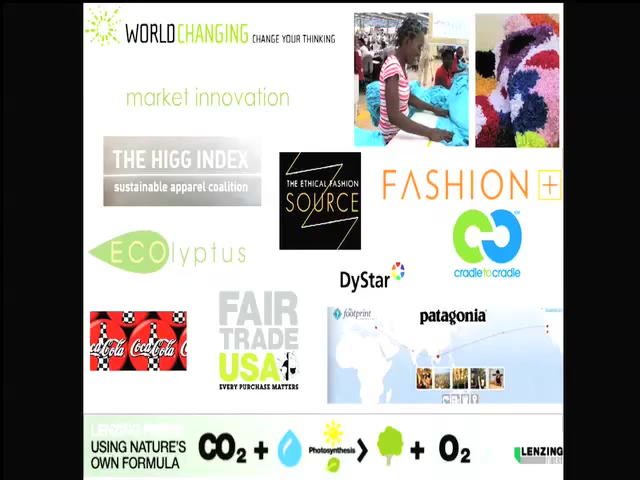 WORLDCHANGING CHANGE YOUR THINKING
market innovation
THE HIGG INDEX
sustainable apparel coalition
THE ETHICAL FASHION
SOURCE
FASHION +
cradletocradle
ECOlyptus
DyStar
Coca-Cola Coca-Cola
FAIR
TRADE
USA
EVERY PURCHASE MATTERS
footprint
patagonia
USING NATURE'S
OWN FORMULA
CO2 + Photosynthesis > + O2
LENZING